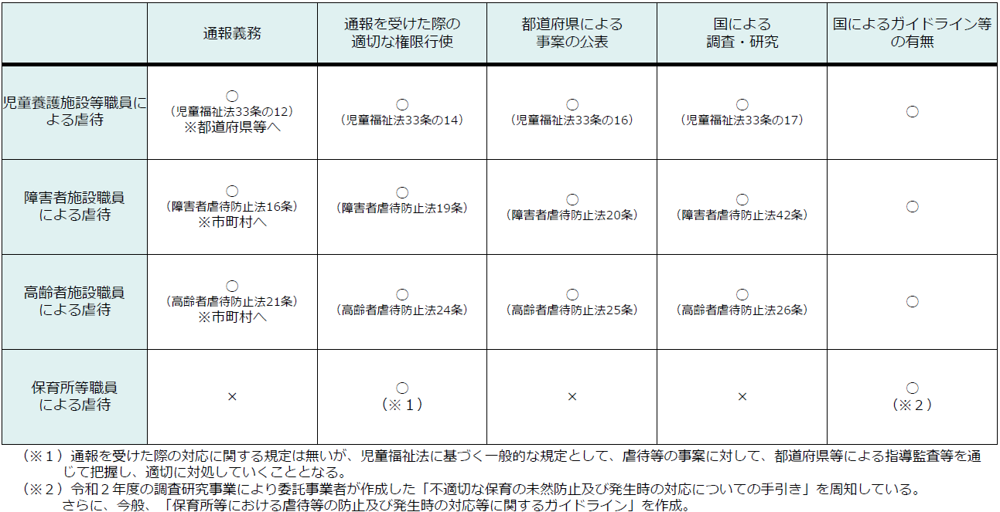 通報義務
通報を受けた際の
適切な権限行使
都道府県による
事案の公表
国による
調査・研究
国によるガイドライン等
の有無
児童養護施設等職員に
よる虐待
○
（児童福祉法33条の12）
※都道府県等へ
○
（児童福祉法33条の14）
○
（児童福祉法33条の16）
○
（児童福祉法33条の17）
○
障害者施設職員
による虐待
○
（障害者虐待防止法16条）
※市町村へ
○
（障害者虐待防止法19条）
○
（障害者虐待防止法20条）
○
（障害者虐待防止法42条）
○
高齢者施設職員
による虐待
○
（高齢者虐待防止法21条）
※市町村へ
○
（高齢者虐待防止法24条）
○
（高齢者虐待防止法25条）
○
（高齢者虐待防止法26条）
○
保育所等職員
による虐待
×
○
（※１）
×
×
○
（※２）
（※１）通報を受けた際の対応に関する規定は無いが、児童福祉法に基づく一般的な規定として、虐待等の事案に対して、都道府県等による指導監査等を通
じて把握し、適切に対処していくこととなる。
（※２）令和２年度の調査研究事業により委託事業者が作成した「不適切な保育の未然防止及び発生時の対応についての手引き」を周知している。
さらに、今般、「保育所等における虐待等の防止及び発生時の対応等に関するガイドライン」を作成。